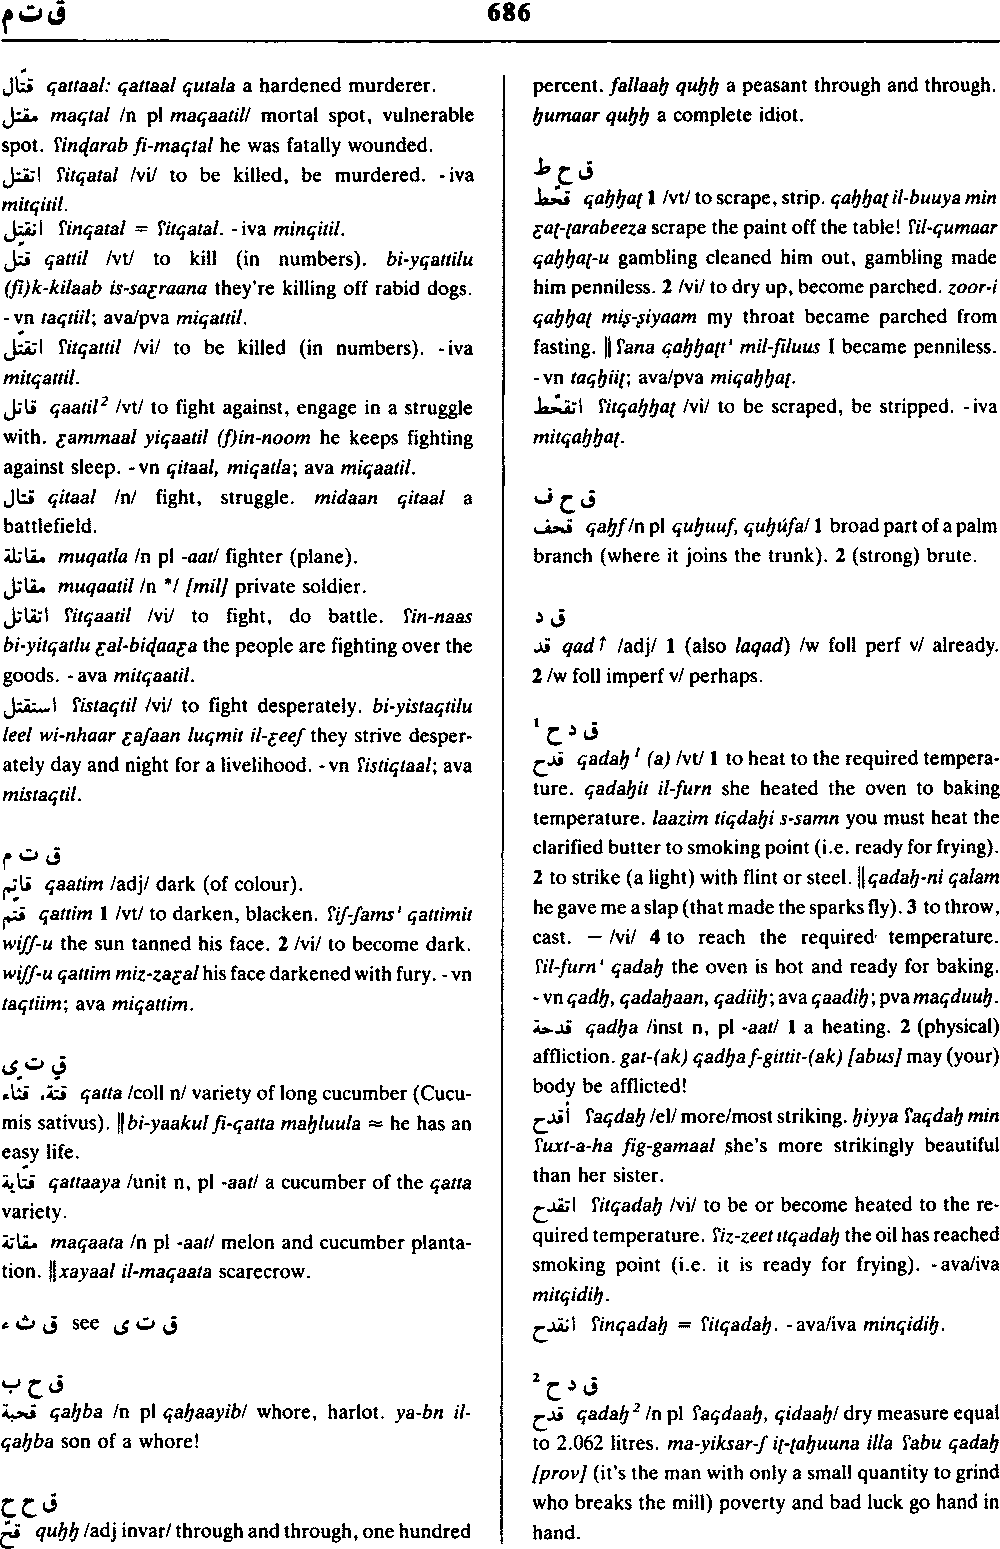 ق ت م
686
قتّال qattaal: qattaal qutala a hardened murderer.
مقتل maqtal /n pl maqaatil/ mortal spot, vulnerable
spot. ʕinḍarab fi-maqtal he was fatally wounded.
اتقتل ʕitqatal /vi/ to be killed, be murdered. -iva
mitqitil.
انقتل ʕinqatal = ʕitqatal. -iva minqitil.
قتّل qattil /vt/ to kill (in numbers). bi-yqattilu
(fi)k-kilaab is-saȝraana they're killing off rabid dogs.
-vn taqtiil; ava/pva miqattil.
اتقتّل ʕitqattil /vi/ to be killed (in numbers). -iva
mitqattil.
قاتل qaatil² /vt/ to fight against, engage in a struggle
with. ȝammaal yiqaatil (f)in-noom he keeps fighting
against sleep. -vn qitaal, miqatla; ava miqaatil.
قتال qitaal /n/ fight, struggle. midaan qitaal a
battlefield.
مقاتلة muqatla /n pl -aat/ fighter (plane).
مقاتل muqaatil /n */ [mil] private soldier.
اتقاتل ʕitqaatil /vi/ to fight, do battle. ʕin-naas
bi-yitqatlu ȝal-biḍaaȝa the people are fighting over the
goods. -ava mitqaatil.
استقتل ʕistaqtil /vi/ to fight desperately. bi-yistaqtilu
leel wi-nhaar ȝaʃaan luqmit il-ȝeeʃ they strive desper-
ately day and night for a livelihood. -vn ʕistiqtaal; ava
mistaqtil.
ق ت م
قاتم qaatim /adj/ dark (of colour).
قتّم qattim 1 /vt/ to darken, blacken. ʕiʃ-ʃams¹ qattimit
wiʃʃ-u the sun tanned his face. 2 /vi/ to become dark.
wiʃʃ-u qattim miz-zaȝal his face darkened with fury. -vn
taqtiim; ava miqattim.
ق ت ى
قتة، قتاء qatta /coll n/ variety of long cucumber (Cucu-
mis sativus). ‖bi-yaakul fi-qatta maḥluula ≈ he has an
easy life.
قتّاية qattaaya /unit n, pl -aat/ a cucumber of the qatta
variety.
مقاتة maqaata /n pl -aat/ melon and cucumber planta-
tion. ‖xayaal il-maqaata scarecrow.
ق ث ء see ق ت ى
ق ح ب
قحبة qaḥba /n pl qaḥaayib/ whore, harlot. ya-bn il-
qaḥba son of a whore!
ق ح ح
قحّ quḥḥ /adj invar/ through and through, one hundred
percent. fallaaḥ quḥḥ a peasant through and through.
ḥumaar quḥḥ a complete idiot.
ق ح ط
قحّط qaḥḥaṭ 1 /vt/ to scrape, strip. qaḥḥaṭ il-buuya min
ȝaṭ-ṭarabeeza scrape the paint off the table! ʕil-qumaar
qaḥḥaṭ-u gambling cleaned him out, gambling made
him penniless. 2 /vi/ to dry up, become parched. zoor-i
qaḥḥaṭ miṣ-ṣiyaam my throat became parched from
fasting. ‖ʕana qaḥḥaṭt¹ mil-filuus I became penniless.
-vn taqḥiiṭ; ava/pva miqaḥḥaṭ.
اتقحّط ʕitqaḥḥaṭ /vi/ to be scraped, be stripped. -iva
mitqaḥḥaṭ.
ق ح ف
قحف qaḥf /n pl quḥuuf, quḥúfa/ 1 broad part of a palm
branch (where it joins the trunk). 2 (strong) brute.
ق د
قد qad↑ /adj/ 1 (also laqad) /w foll perf v/ already.
2 /w foll imperf v/ perhaps.
ق د ح ¹
قدح qadaḥ¹ (a) /vt/ 1 to heat to the required tempera-
ture. qadaḥit il-furn she heated the oven to baking
temperature. laazim tiqdaḥi s-samn you must heat the
clarified butter to smoking point (i.e. ready for frying).
2 to strike (a light) with flint or steel. ‖qadaḥ-ni qalam
he gave me a slap (that made the sparks fly). 3 to throw,
cast. — /vi/ 4 to reach the required temperature.
ʕil-furn¹ qadaḥ the oven is hot and ready for baking.
-vn qadḥ, qadaḥaan, qadiiḥ; ava qaadiḥ; pva maqduuḥ.
قدحة qadḥa /inst n, pl -aat/ 1 a heating. 2 (physical)
affliction. gat-(ak) qadḥa f-gittit-(ak) [abus] may (your)
body be afflicted!
أقدح ʕaqdaḥ /el/ more/most striking. ḥiyya ʕaqdaḥ min
ʕuxt-a-ha fig-gamaal she's more strikingly beautiful
than her sister.
اتقدح ʕitqadaḥ /vi/ to be or become heated to the re-
quired temperature. ʕiz-zeet itqadaḥ the oil has reached
smoking point (i.e. it is ready for frying). -ava/iva
mitqidiḥ.
انقدح ʕinqadaḥ = ʕitqadaḥ. -ava/iva minqidiḥ.
ق د ح ²
قدح qadaḥ² /n pl ʕaqdaaḥ, qidaaḥ/ dry measure equal
to 2.062 litres. ma-yiksar-ʃ iṭ-ṭaḥuuna illa ʕabu qadaḥ
[prov] (it's the man with only a small quantity to grind
who breaks the mill) poverty and bad luck go hand in
hand.